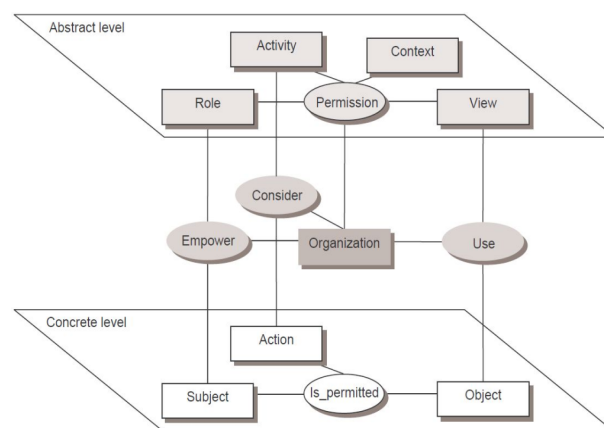 Abstract level
Activity
Context
Role
Permission
View
Consider
Empower
Organization
Use
Concrete level
Action
Subject
Is_permitted
Object